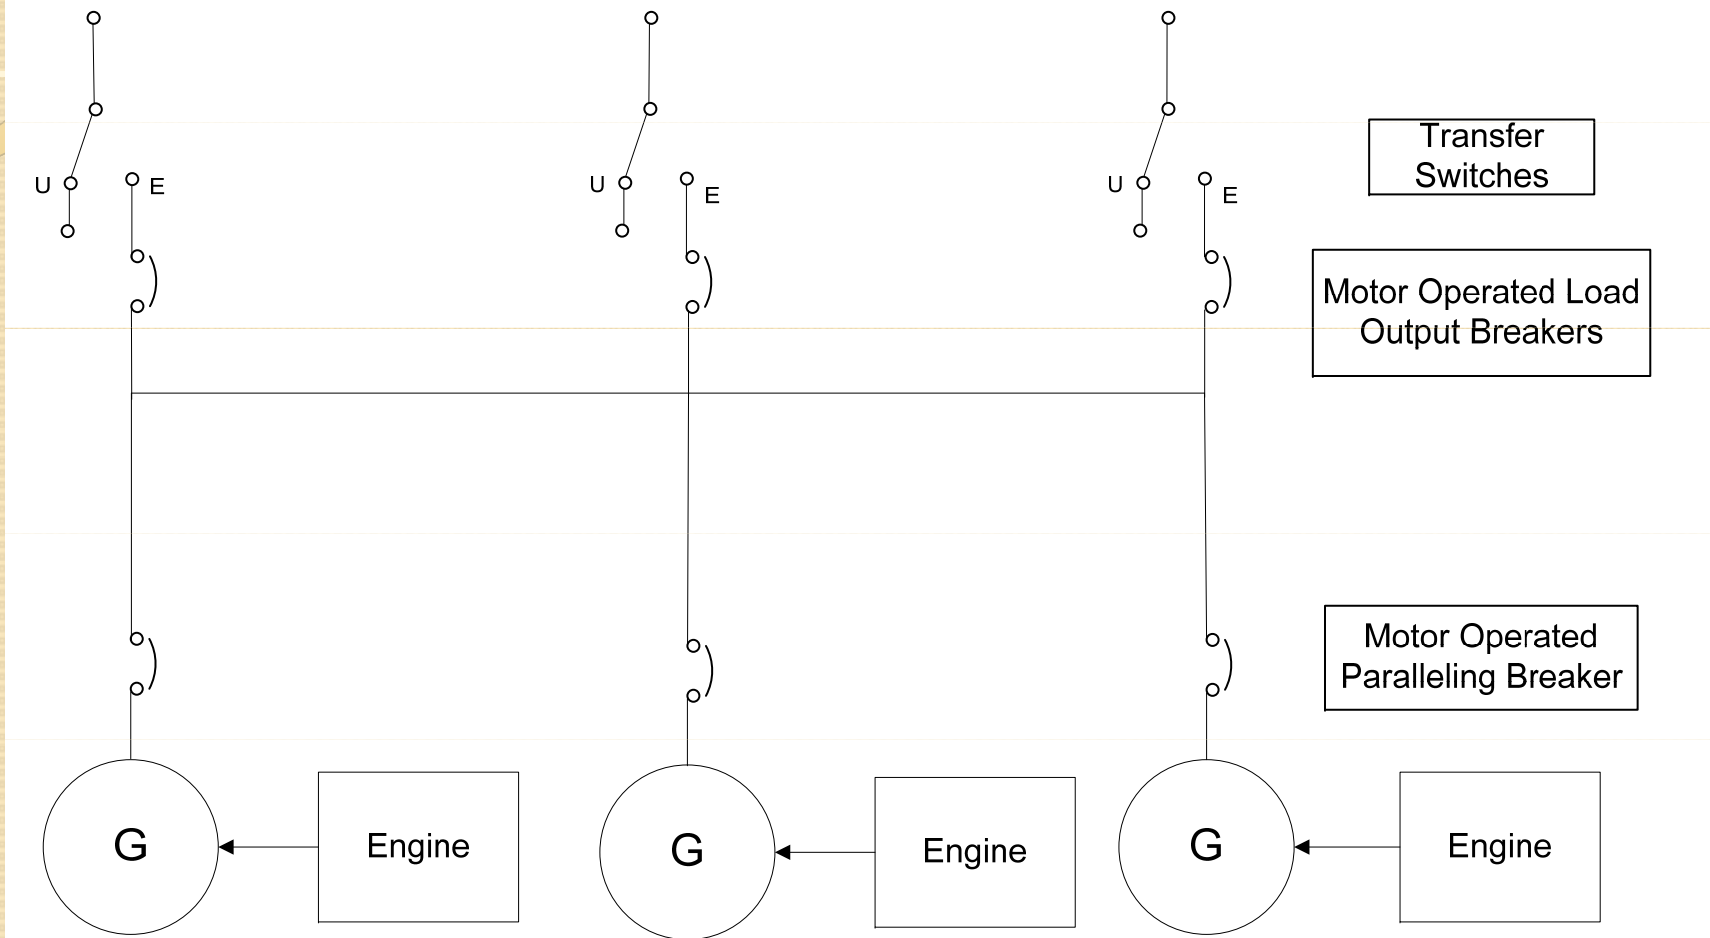 U
E
U
E
U
E
Transfer
Switches
Motor Operated Load
Output Breakers
Motor Operated
Paralleling Breaker
G
Engine
G
Engine
G
Engine